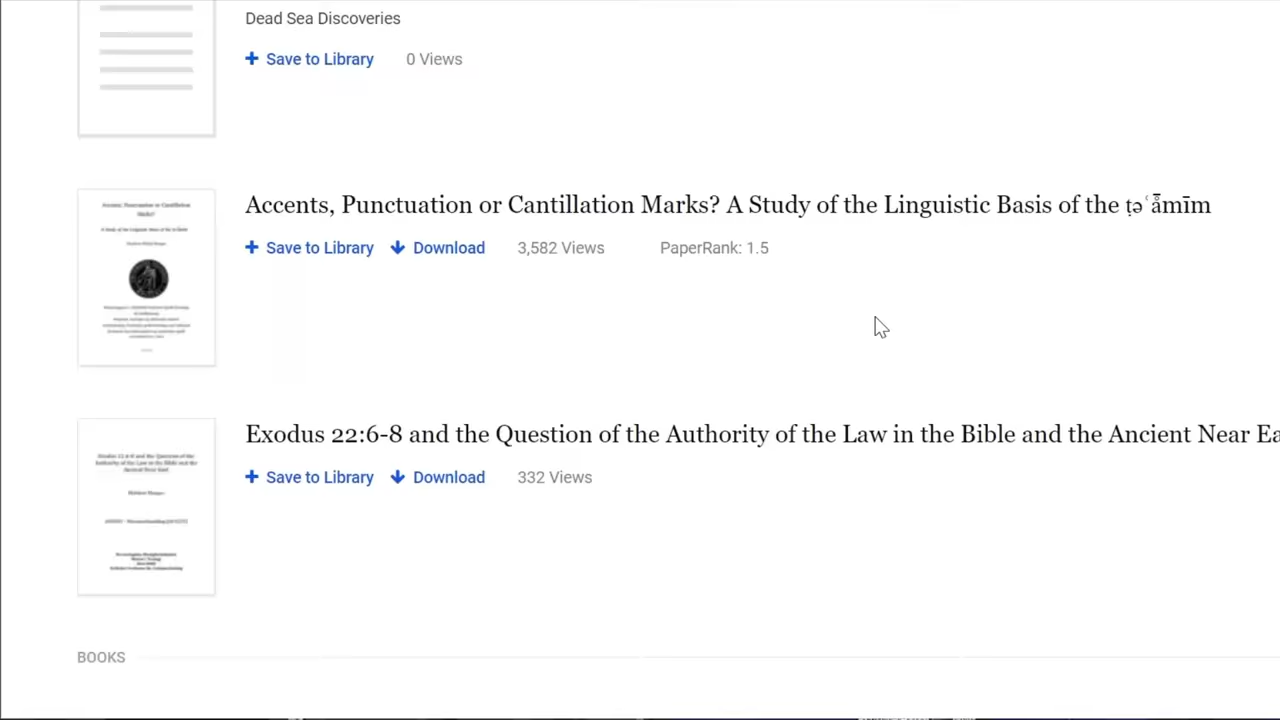 Dead Sea Discoveries
Save to Library 0 Views
Accents, Punctuation or Cantillation Marks? A Study of the Linguistic Basis of the ṭəʿå̄mīm
Save to Library Download 3,582 Views PaperRank: 1.5
Exodus 22:6-8 and the Question of the Authority of the Law in the Bible and the Ancient Near Ea
Save to Library Download 332 Views
BOOKS